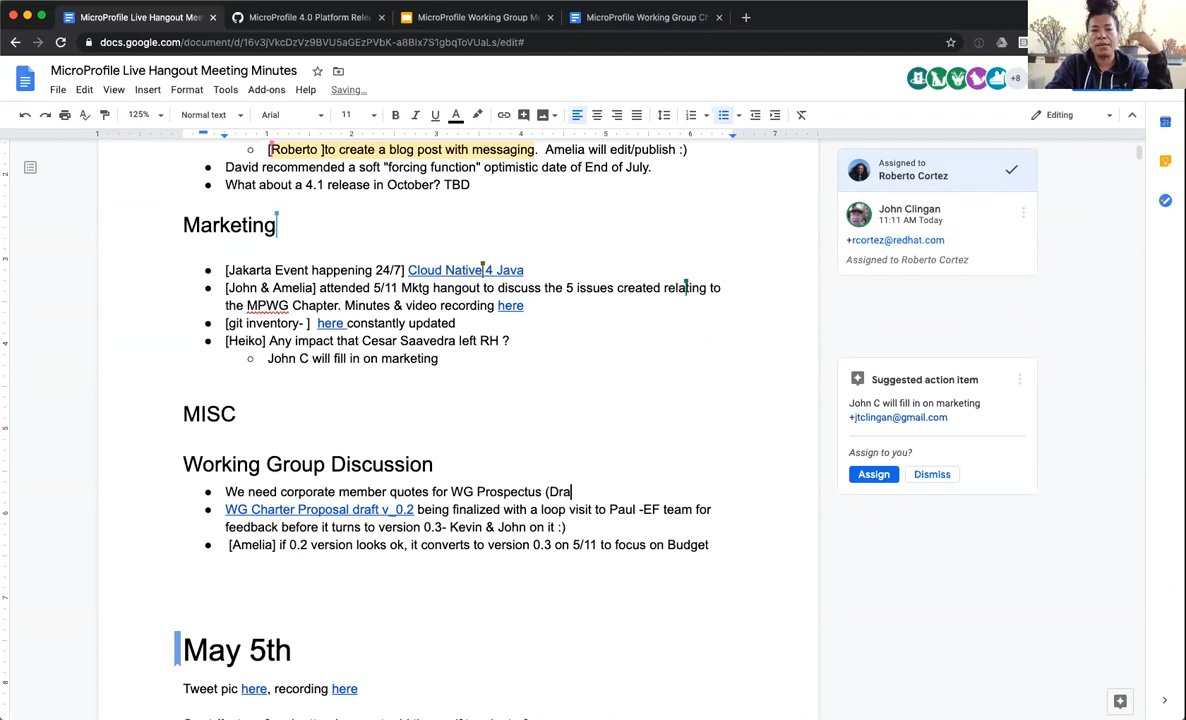 MicroProfile Live Hangout Mee
MicroProfile 4.0 Platform Rele
MicroProfile Working Group M
MicroProfile Working Group Ch
docs.google.com/document/d/16v3jVkcDzVz9BVU5aGEzPVbK-a8BIx7S1gbqToVUaLs/edit#
MicroProfile Live Hangout Meeting Minutes
File Edit View Insert Format Tools Add-ons Help Saving...
+8
125% Normal text Arial 11 B I U A Editing
1 1 2 3 4 5 6 7
[Roberto ]to create a blog post with messaging. Amelia will edit/publish :)
David recommended a soft "forcing function" optimistic date of End of July.
What about a 4.1 release in October? TBD
Marketing
[Jakarta Event happening 24/7] Cloud Native 4 Java
[John & Amelia] attended 5/11 Mktg hangout to discuss the 5 issues created relating to
the MPWG Chapter. Minutes & video recording here
[git inventory- ] here constantly updated
[Heiko] Any impact that Cesar Saavedra left RH ?
John C will fill in on marketing
MISC
Working Group Discussion
We need corporate member quotes for WG Prospectus (Dra
WG Charter Proposal draft v_0.2 being finalized with a loop visit to Paul -EF team for
feedback before it turns to version 0.3- Kevin & John on it :)
[Amelia] if 0.2 version looks ok, it converts to version 0.3 on 5/11 to focus on Budget
May 5th
Tweet pic here, recording here
Assigned to
Roberto Cortez
John Clingan
11:11 AM Today
+rcortez@redhat.com
Assigned to Roberto Cortez
Suggested action item
John C will fill in on marketing
+jtclingan@gmail.com
Assign to you?
Assign Dismiss